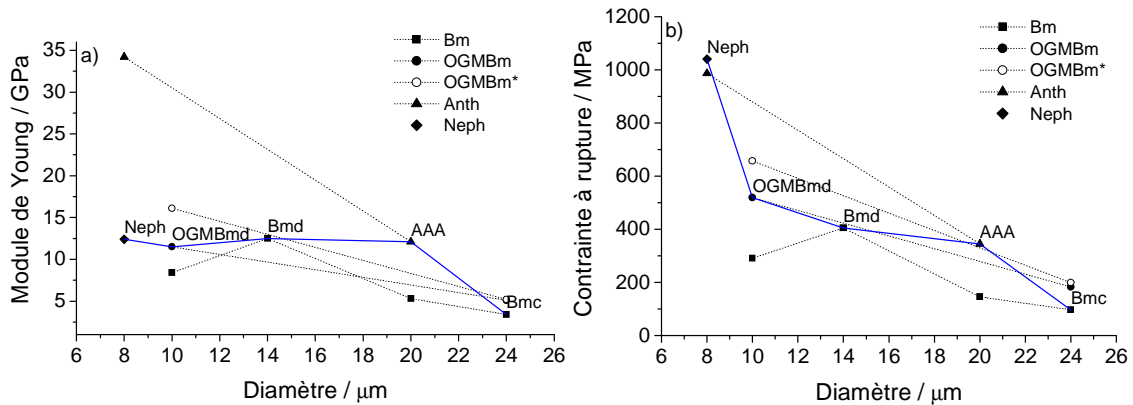 a)
Module de Young / GPa
35
30
25
20
15
10
5
6 8 10 12 14 16 18 20 22 24 26
Diamètre / μm
Bm
OGMBm
OGMBm*
Anth
Neph
Neph
OGMBmd
Bmd
AAA
Bmc
b)
Contrainte à rupture / MPa
1200
1000
800
600
400
200
0
6 8 10 12 14 16 18 20 22 24 26
Diamètre / μm
Bm
OGMBm
OGMBm*
Anth
Neph
Neph
OGMBmd
Bmd
AAA
Bmc